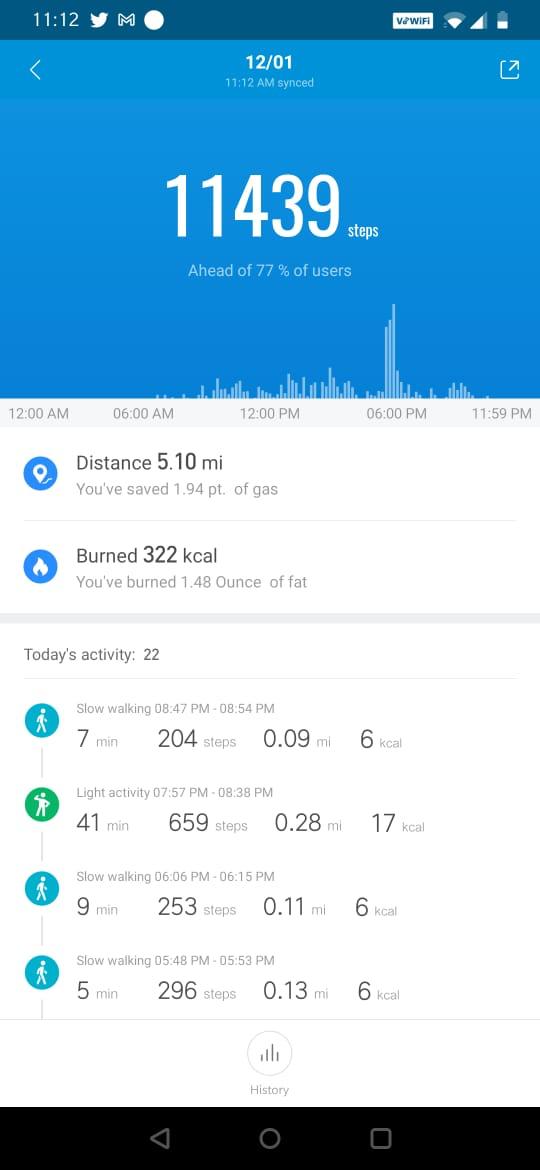 11:12
VoWiFi
12/01
11:12 AM synced
11439 steps
Ahead of 77 % of users
12:00 AM 06:00 AM 12:00 PM 06:00 PM 11:59 PM
Distance 5.10 mi
You've saved 1.94 pt. of gas
Burned 322 kcal
You've burned 1.48 Ounce of fat
Today's activity: 22
Slow walking 08:47 PM - 08:54 PM
7 min 204 steps 0.09 mi 6 kcal
Light activity 07:57 PM - 08:38 PM
41 min 659 steps 0.28 mi 17 kcal
Slow walking 06:06 PM - 06:15 PM
9 min 253 steps 0.11 mi 6 kcal
Slow walking 05:48 PM - 05:53 PM
5 min 296 steps 0.13 mi 6 kcal
History